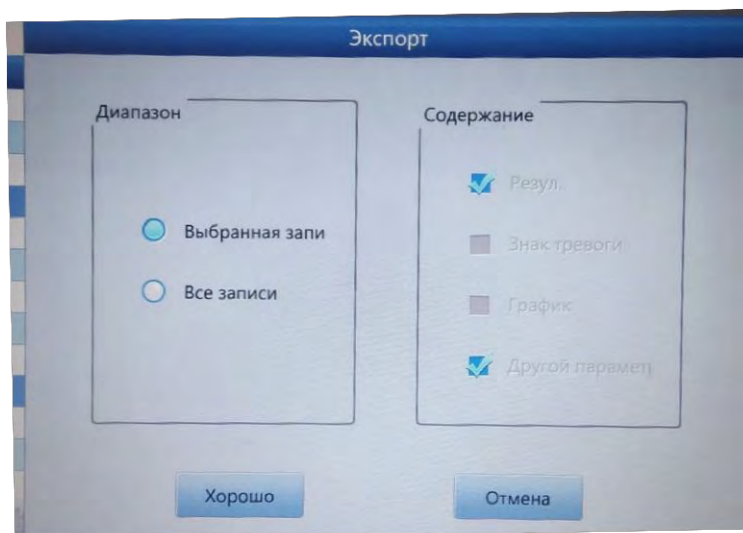 Экспорт
Диапазон
Выбранная запи
Все записи
Содержание
Резул.
Знак тревоги
График
Другой парамет
Хорошо
Отмена